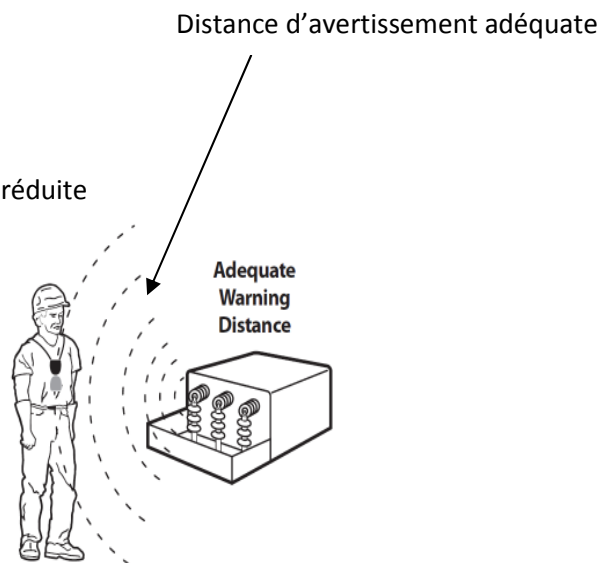 Distance d’avertissement adéquate
réduite
Adequate
Warning
Distance